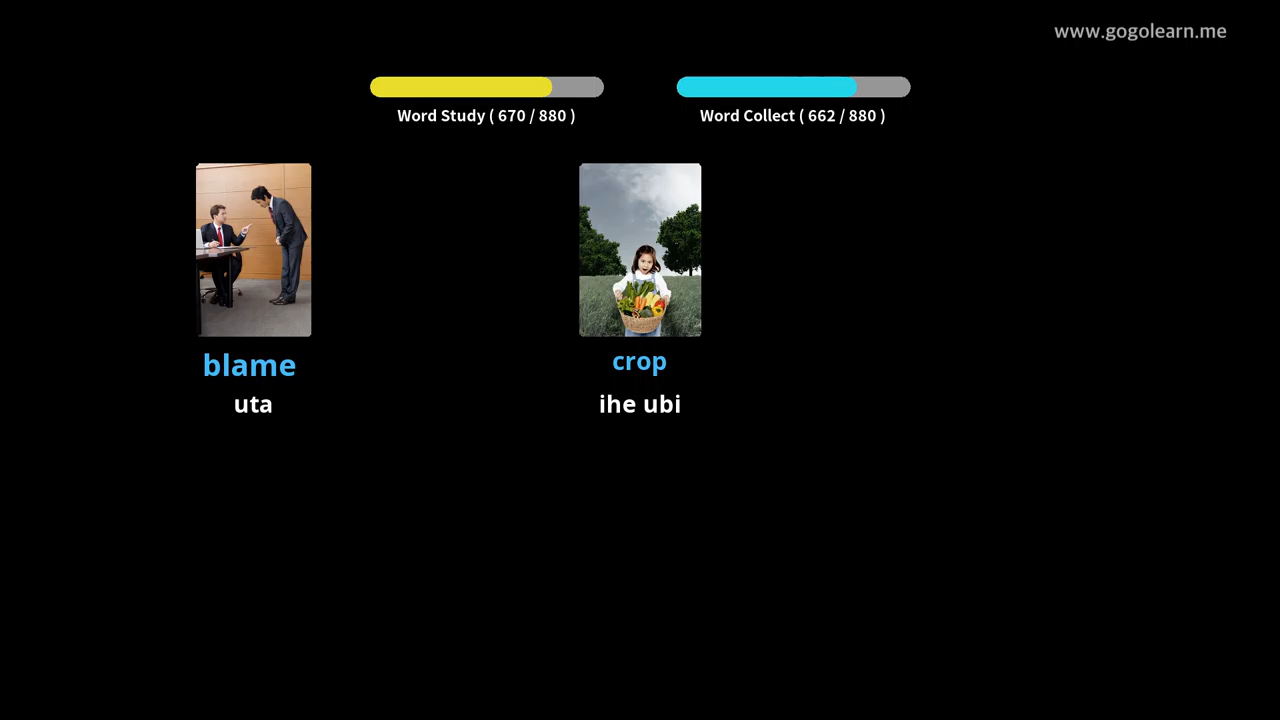 www.gogolearn.me
Word Study ( 670 / 880 )
Word Collect ( 662 / 880 )
blame
uta
crop
ihe ubi